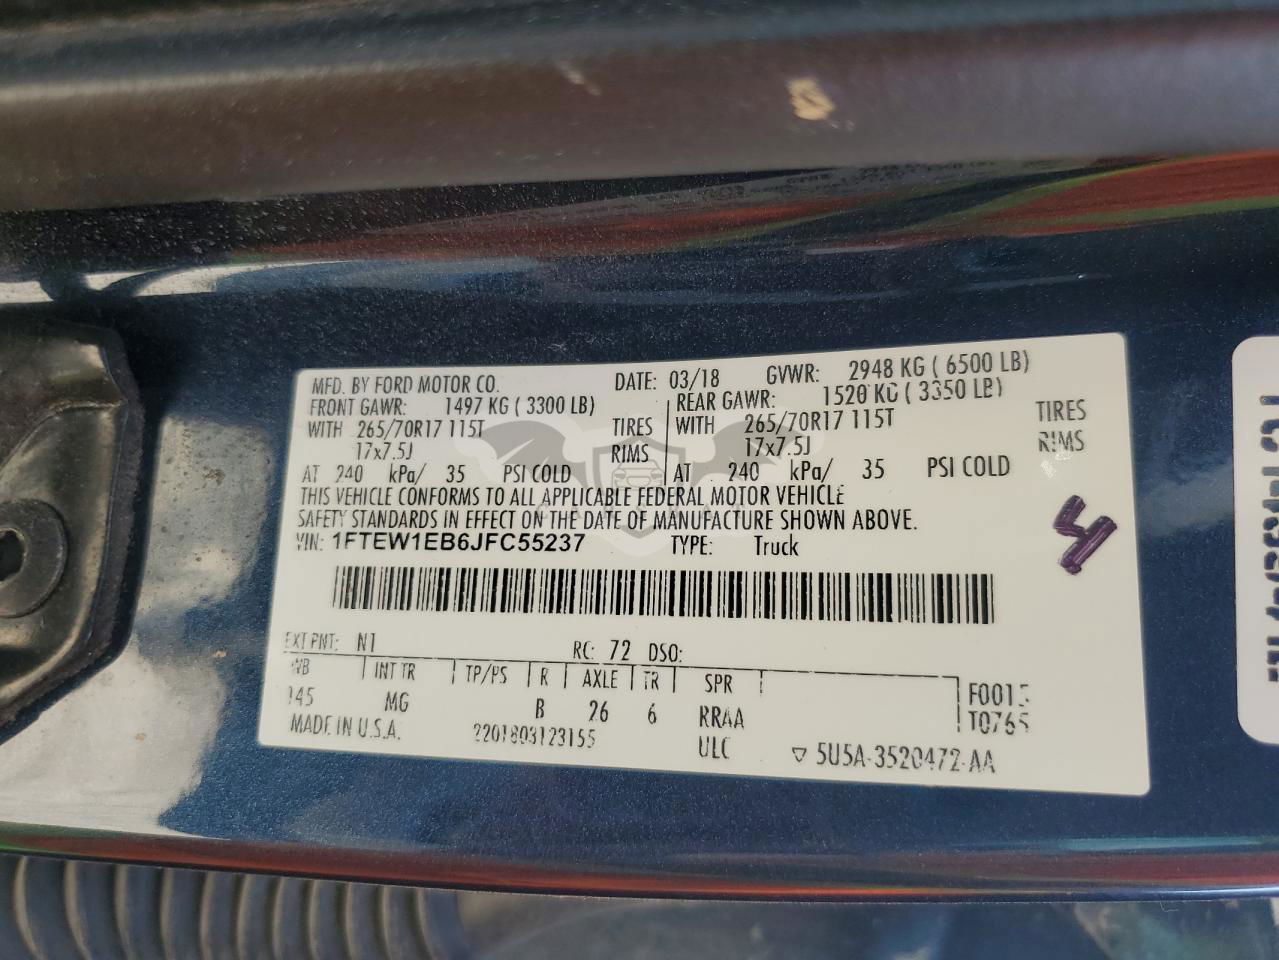 MFD. BY FORD MOTOR CO. DATE: 03/18 GVWR: 2948 KG ( 6500 LB)
FRONT GAWR: 1497 KG ( 3300 LB) REAR GAWR: 1520 KG ( 3350 LB)
WITH 265/70R17 115T TIRES WITH 265/70R17 115T TIRES
17x7.5J RIMS 17x7.5J RIMS
AT 240 kPa/ 35 PSI COLD AT 240 kPa/ 35 PSI COLD
THIS VEHICLE CONFORMS TO ALL APPLICABLE FEDERAL MOTOR VEHICLE
SAFETY STANDARDS IN EFFECT ON THE DATE OF MANUFACTURE SHOWN ABOVE.
VIN: 1FTEW1EB6JFC55237 TYPE: Truck
4
EXT PNT: N1 RC: 72 DSO:
WB INT TR TP/PS R AXLE TR SPR
145 MG B 26 6 RRAA
F0015
T0765
MADE IN U.S.A. 2201803123155 ULC ▽ 5U5A-3520472-AA